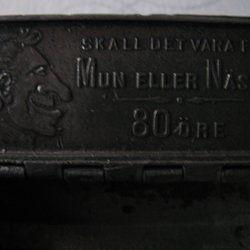 SKALL DET VARA I
MUN ELLER NÄS
80 ÖRE